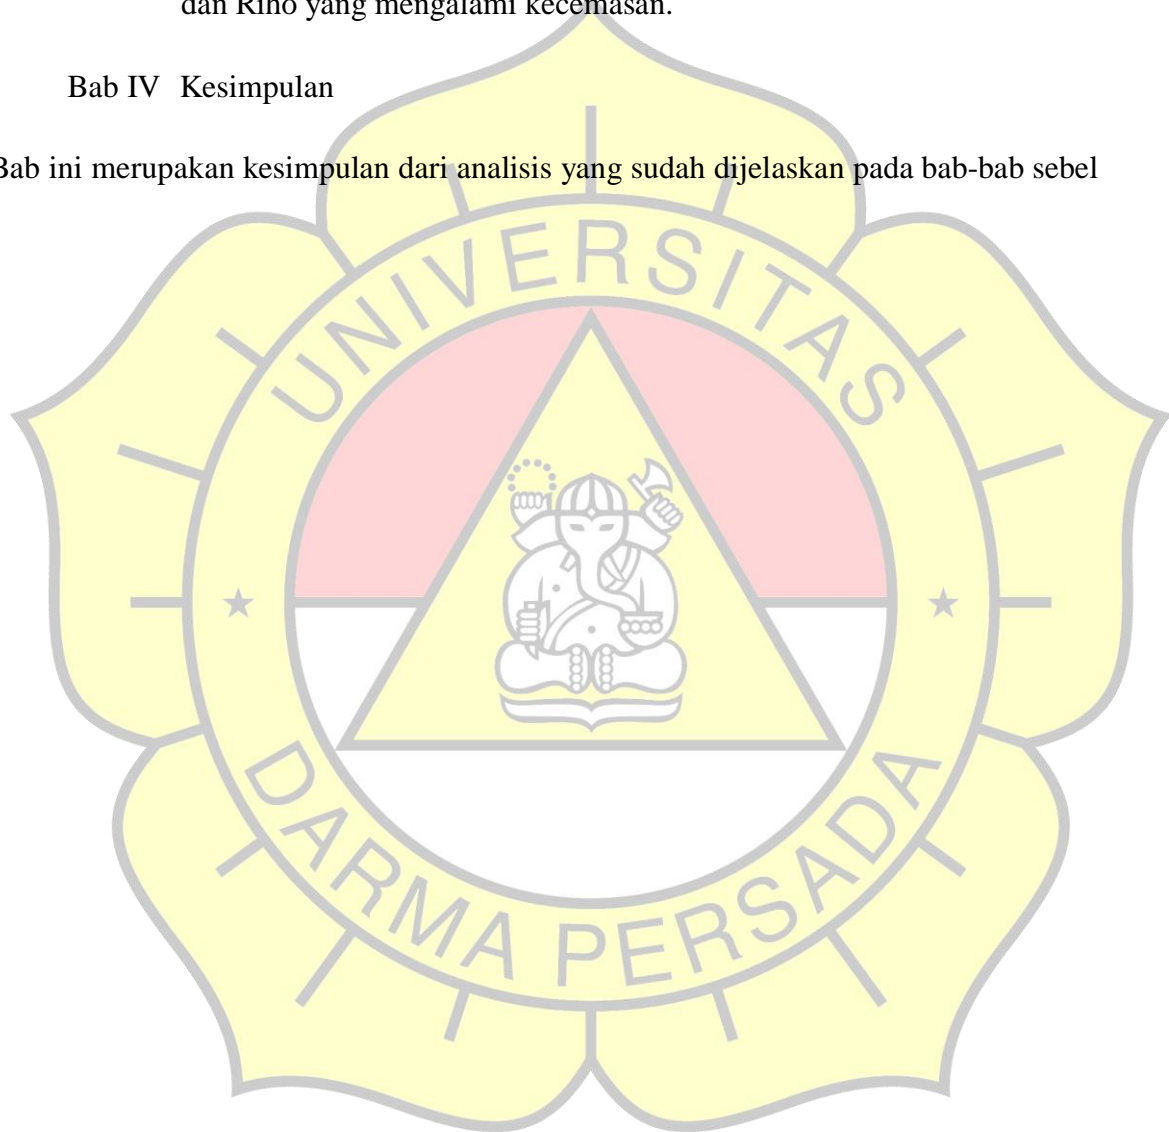 dan Riho yang mengalami kecemasan.
Bab IV Kesimpulan
Bab ini merupakan kesimpulan dari analisis yang sudah dijelaskan pada bab-bab sebel
UNIVERSITAS
DARMA PERSADA